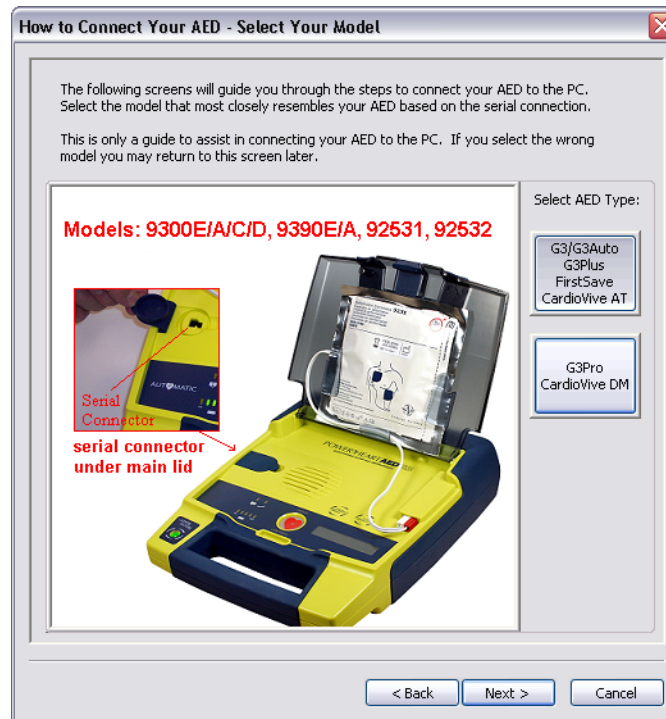 How to Connect Your AED - Select Your Model
The following screens will guide you through the steps to connect your AED to the PC.
Select the model that most closely resembles your AED based on the serial connection.
This is only a guide to assist in connecting your AED to the PC. If you select the wrong
model you may return to this screen later.
Models: 9300E/A/C/D, 9390E/A, 92531, 92532
AUTOMATIC
Serial
Connector
serial connector
under main lid
POWERHEART AED
Select AED Type:
G3/G3Auto
G3Plus
FirstSave
CardioVive AT
G3Pro
CardioVive DM
< Back
Next >
Cancel